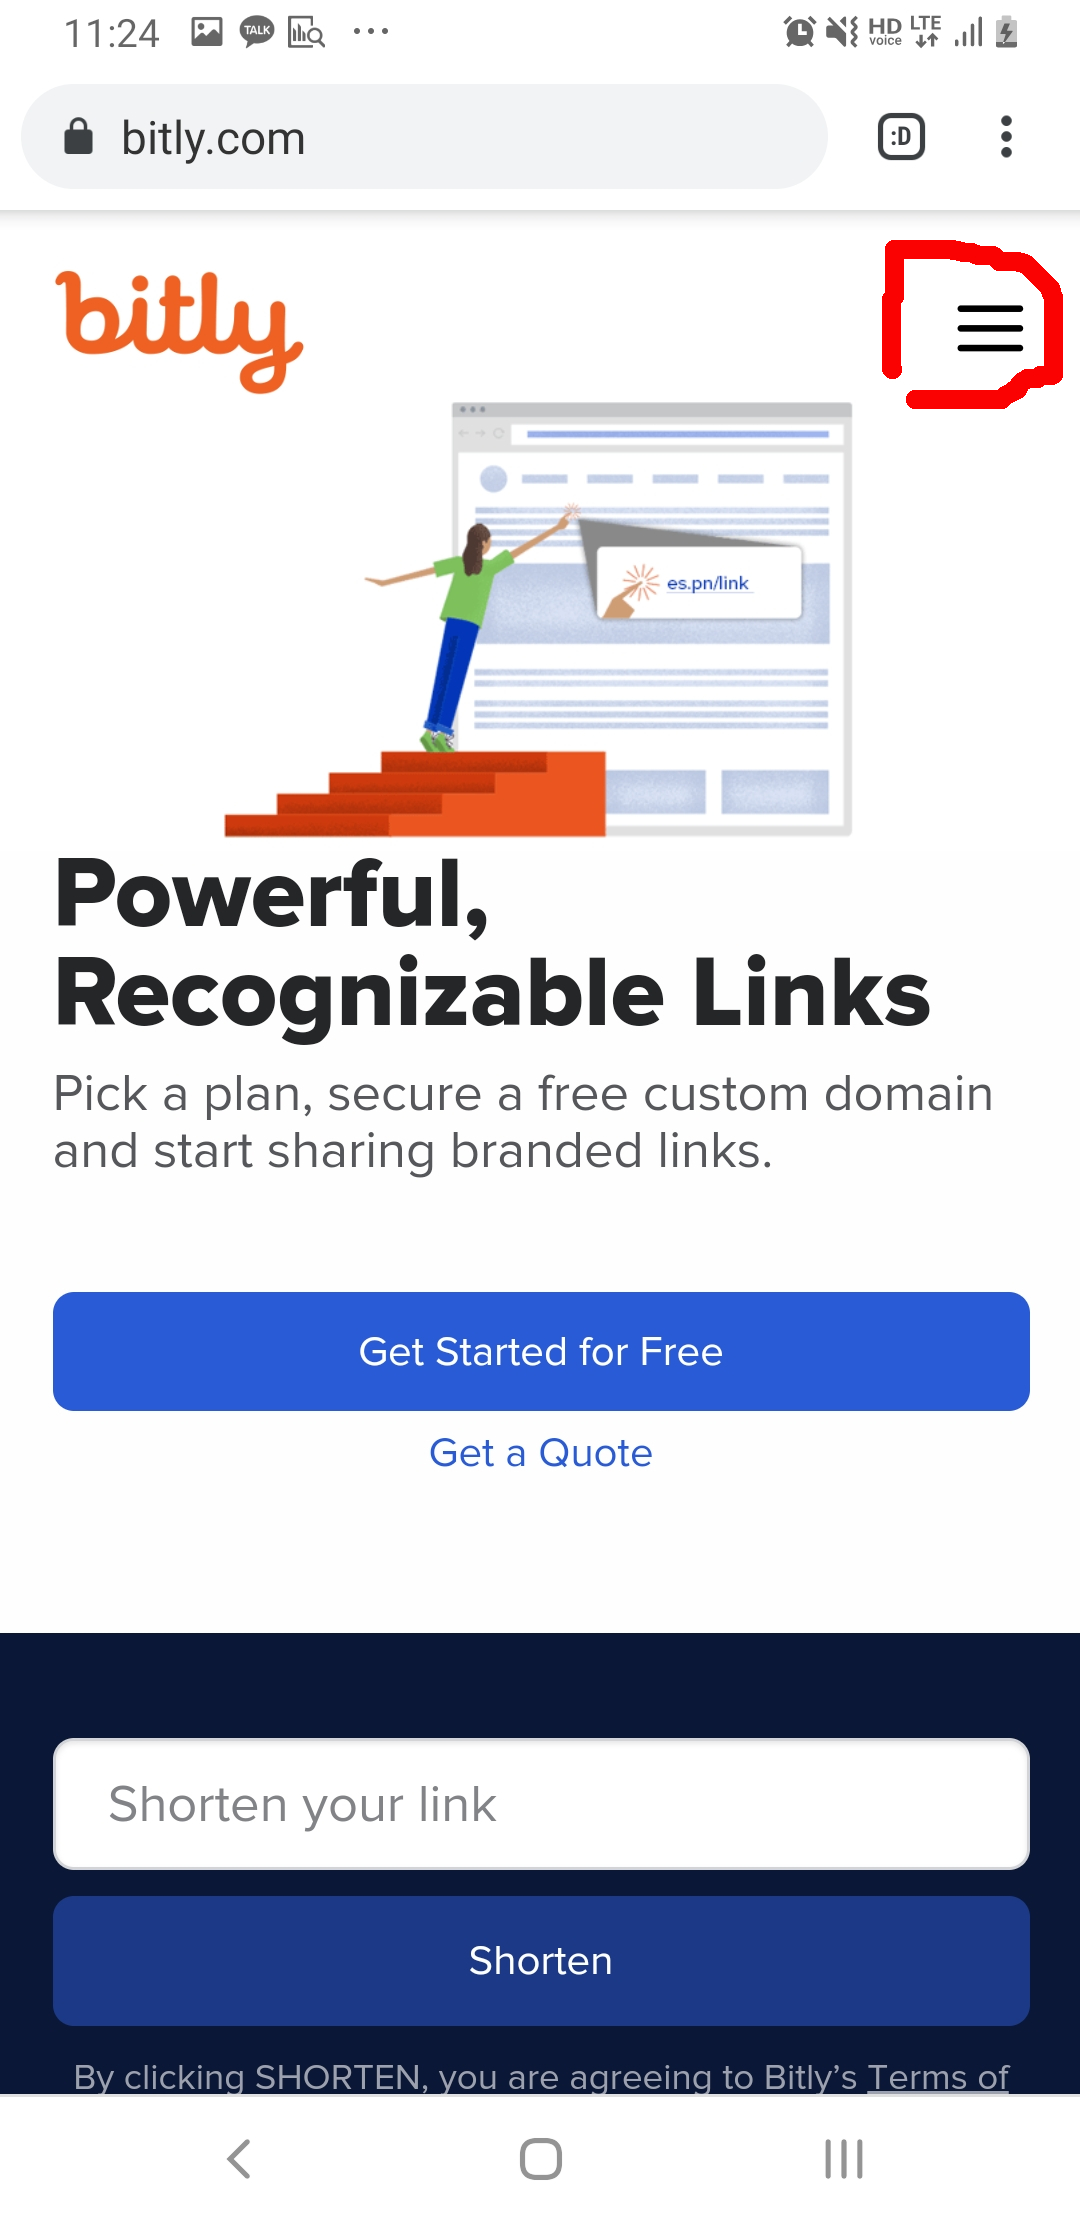 11:24 TALK HD voice LTE
bitly.com :D
bitly
es.pn/link
Powerful,
Recognizable Links
Pick a plan, secure a free custom domain
and start sharing branded links.
Get Started for Free
Get a Quote
Shorten your link
Shorten
By clicking SHORTEN, you are agreeing to Bitly’s Terms of